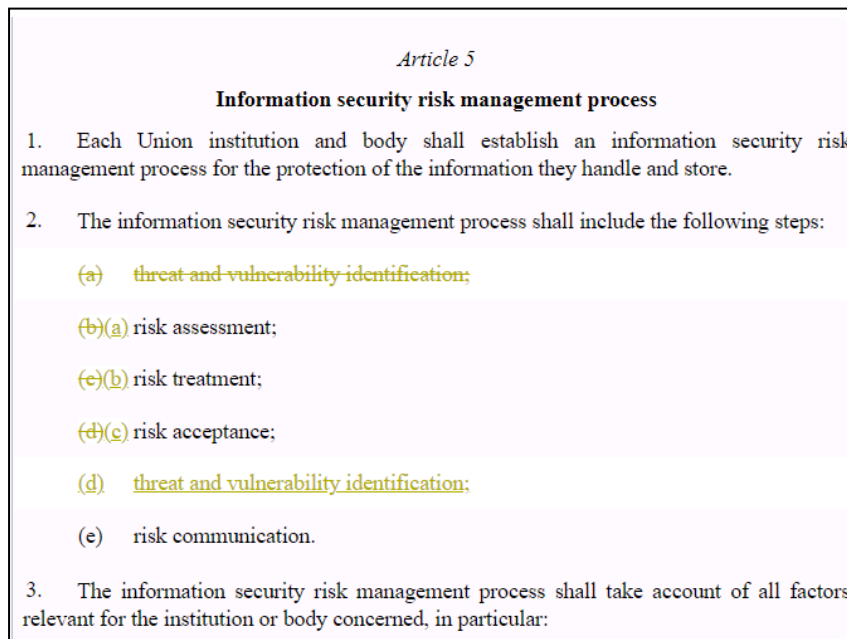 Article 5
Information security risk management process
1. Each Union institution and body shall establish an information security risk
management process for the protection of the information they handle and store.
2. The information security risk management process shall include the following steps:
(a) threat and vulnerability identification;
(b)(a) risk assessment;
(c)(b) risk treatment;
(d)(c) risk acceptance;
(d) threat and vulnerability identification;
(e) risk communication.
3. The information security risk management process shall take account of all factors
relevant for the institution or body concerned, in particular: